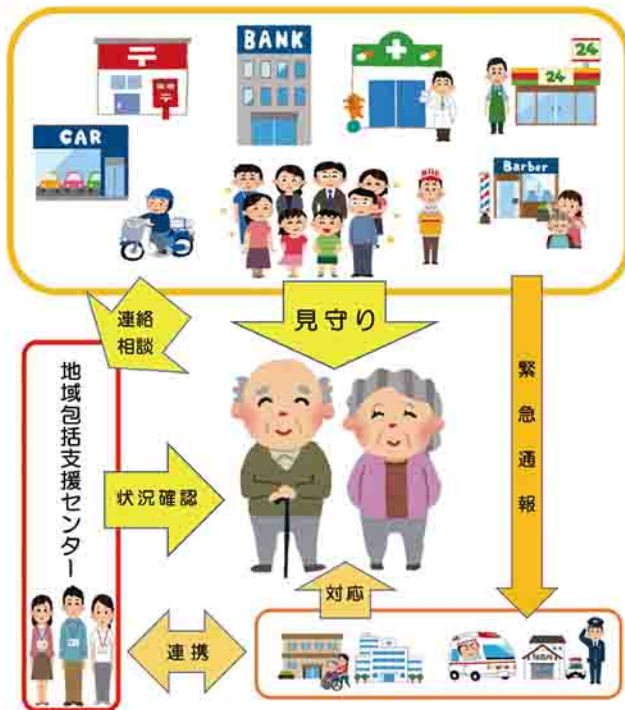 〒
BANK
24
24
CAR
Barber
連絡
相談
見守り
緊急通報
地域包括支援センター
状況確認
対応
連携